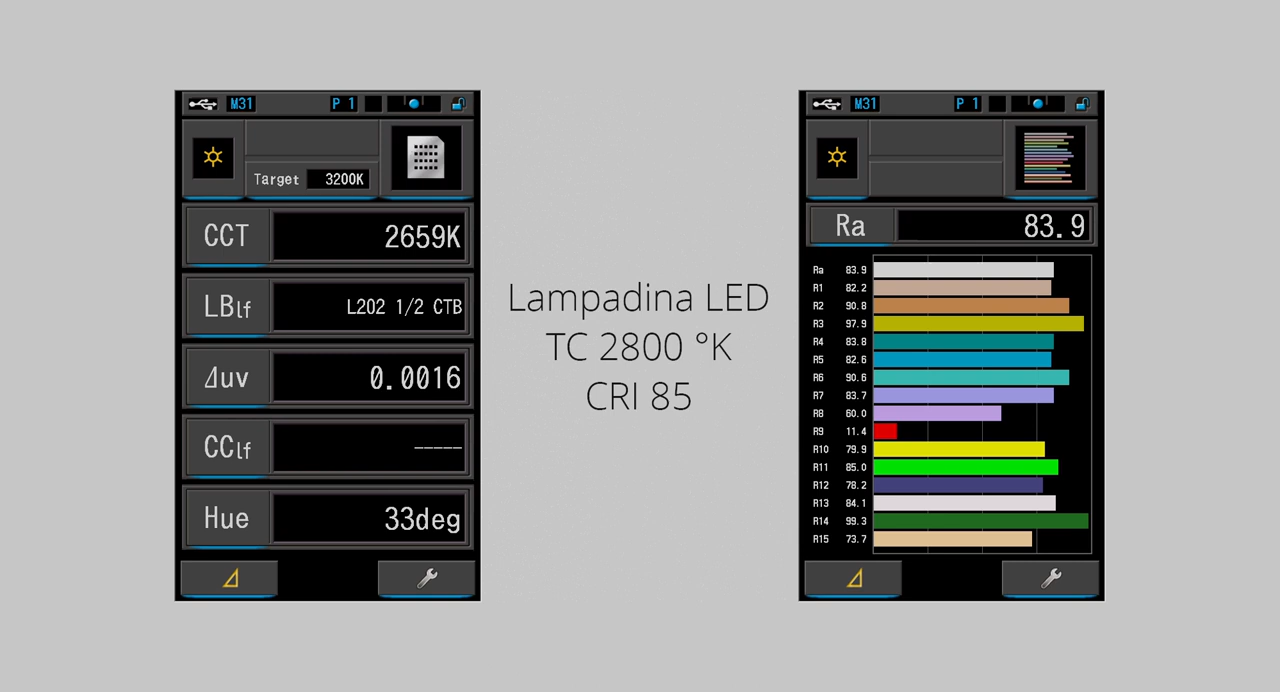 M31 P 1
Target 3200K
CCT 2659K
LBlf L202 1/2 CTB
⊿uv 0.0016
CClf -----
Hue 33deg
Lampadina LED
TC 2800 °K
CRI 85
M31 P 1
Ra 83.9
Ra 83.9
R1 82.2
R2 90.8
R3 97.9
R4 83.8
R5 82.6
R6 90.6
R7 83.7
R8 60.0
R9 11.4
R10 79.9
R11 85.0
R12 78.2
R13 84.1
R14 99.3
R15 73.7